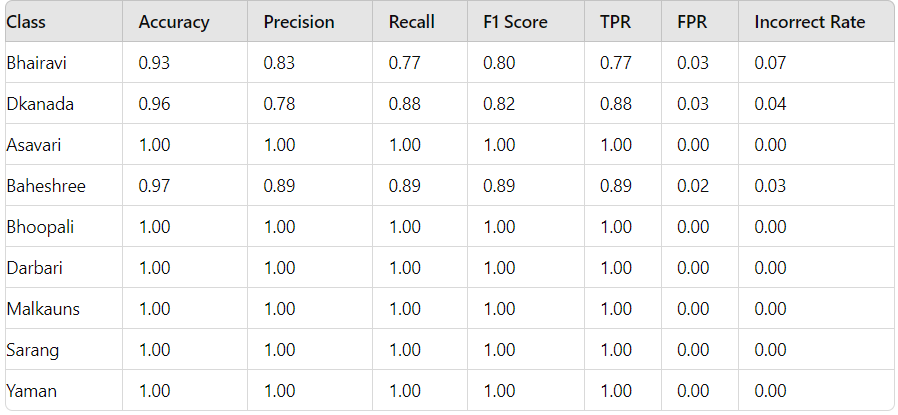 Class Accuracy Precision Recall F1 Score TPR FPR Incorrect Rate
Bhairavi 0.93 0.83 0.77 0.80 0.77 0.03 0.07
Dkanada 0.96 0.78 0.88 0.82 0.88 0.03 0.04
Asavari 1.00 1.00 1.00 1.00 1.00 0.00 0.00
Baheshree 0.97 0.89 0.89 0.89 0.89 0.02 0.03
Bhoopali 1.00 1.00 1.00 1.00 1.00 0.00 0.00
Darbari 1.00 1.00 1.00 1.00 1.00 0.00 0.00
Malkauns 1.00 1.00 1.00 1.00 1.00 0.00 0.00
Sarang 1.00 1.00 1.00 1.00 1.00 0.00 0.00
Yaman 1.00 1.00 1.00 1.00 1.00 0.00 0.00